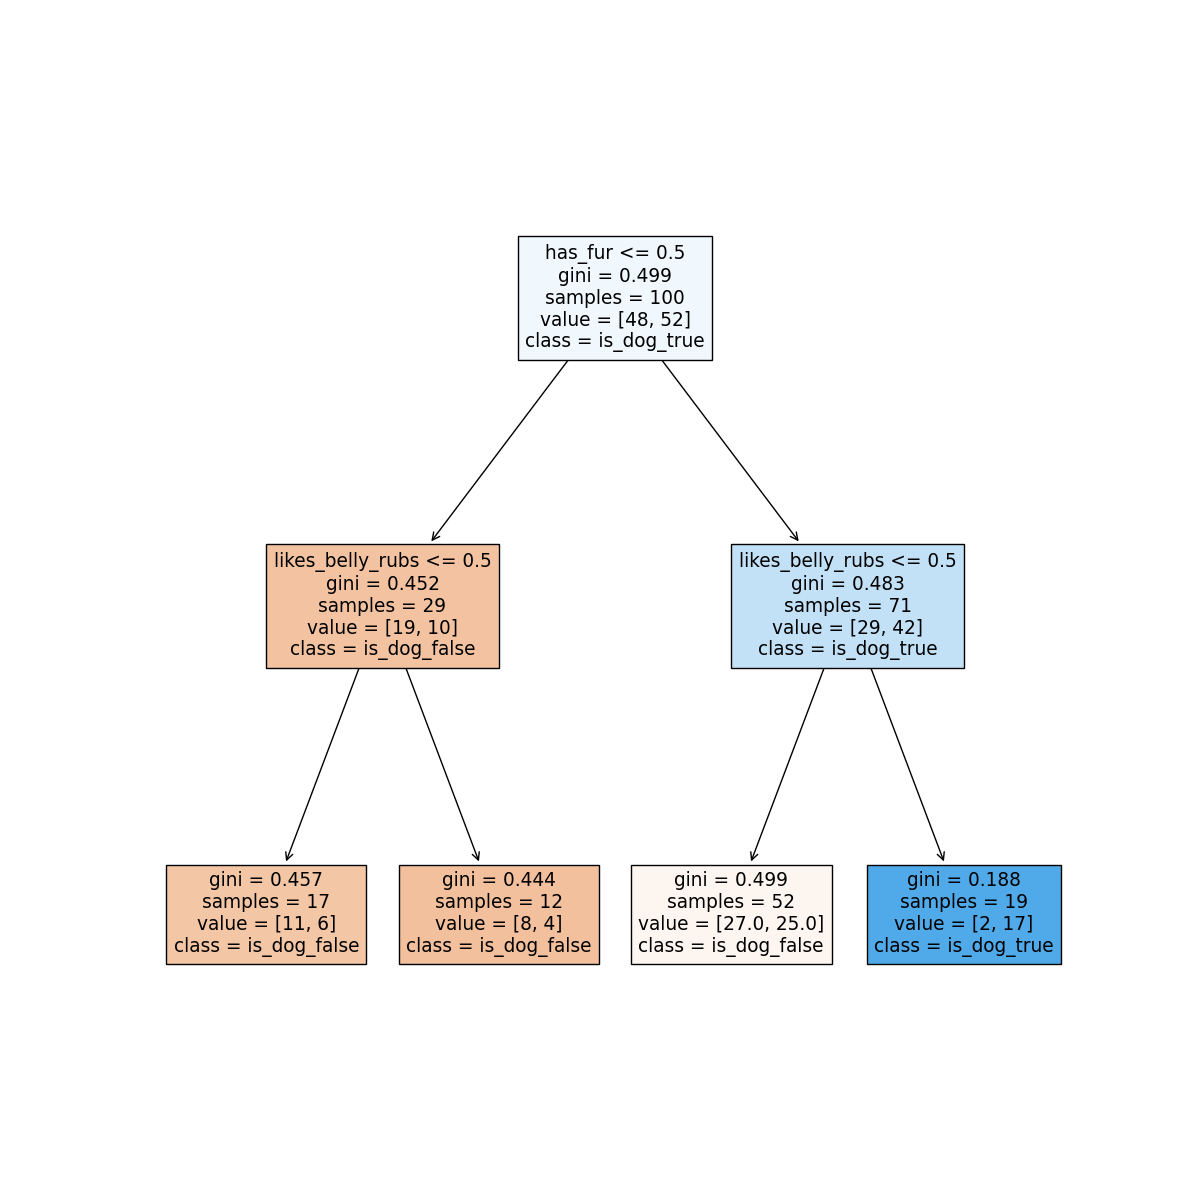 has_fur <= 0.5
gini = 0.499
samples = 100
value = [48, 52]
class = is_dog_true
likes_belly_rubs <= 0.5
gini = 0.452
samples = 29
value = [19, 10]
class = is_dog_false
likes_belly_rubs <= 0.5
gini = 0.483
samples = 71
value = [29, 42]
class = is_dog_true
gini = 0.457
samples = 17
value = [11, 6]
class = is_dog_false
gini = 0.444
samples = 12
value = [8, 4]
class = is_dog_false
gini = 0.499
samples = 52
value = [27.0, 25.0]
class = is_dog_false
gini = 0.188
samples = 19
value = [2, 17]
class = is_dog_true